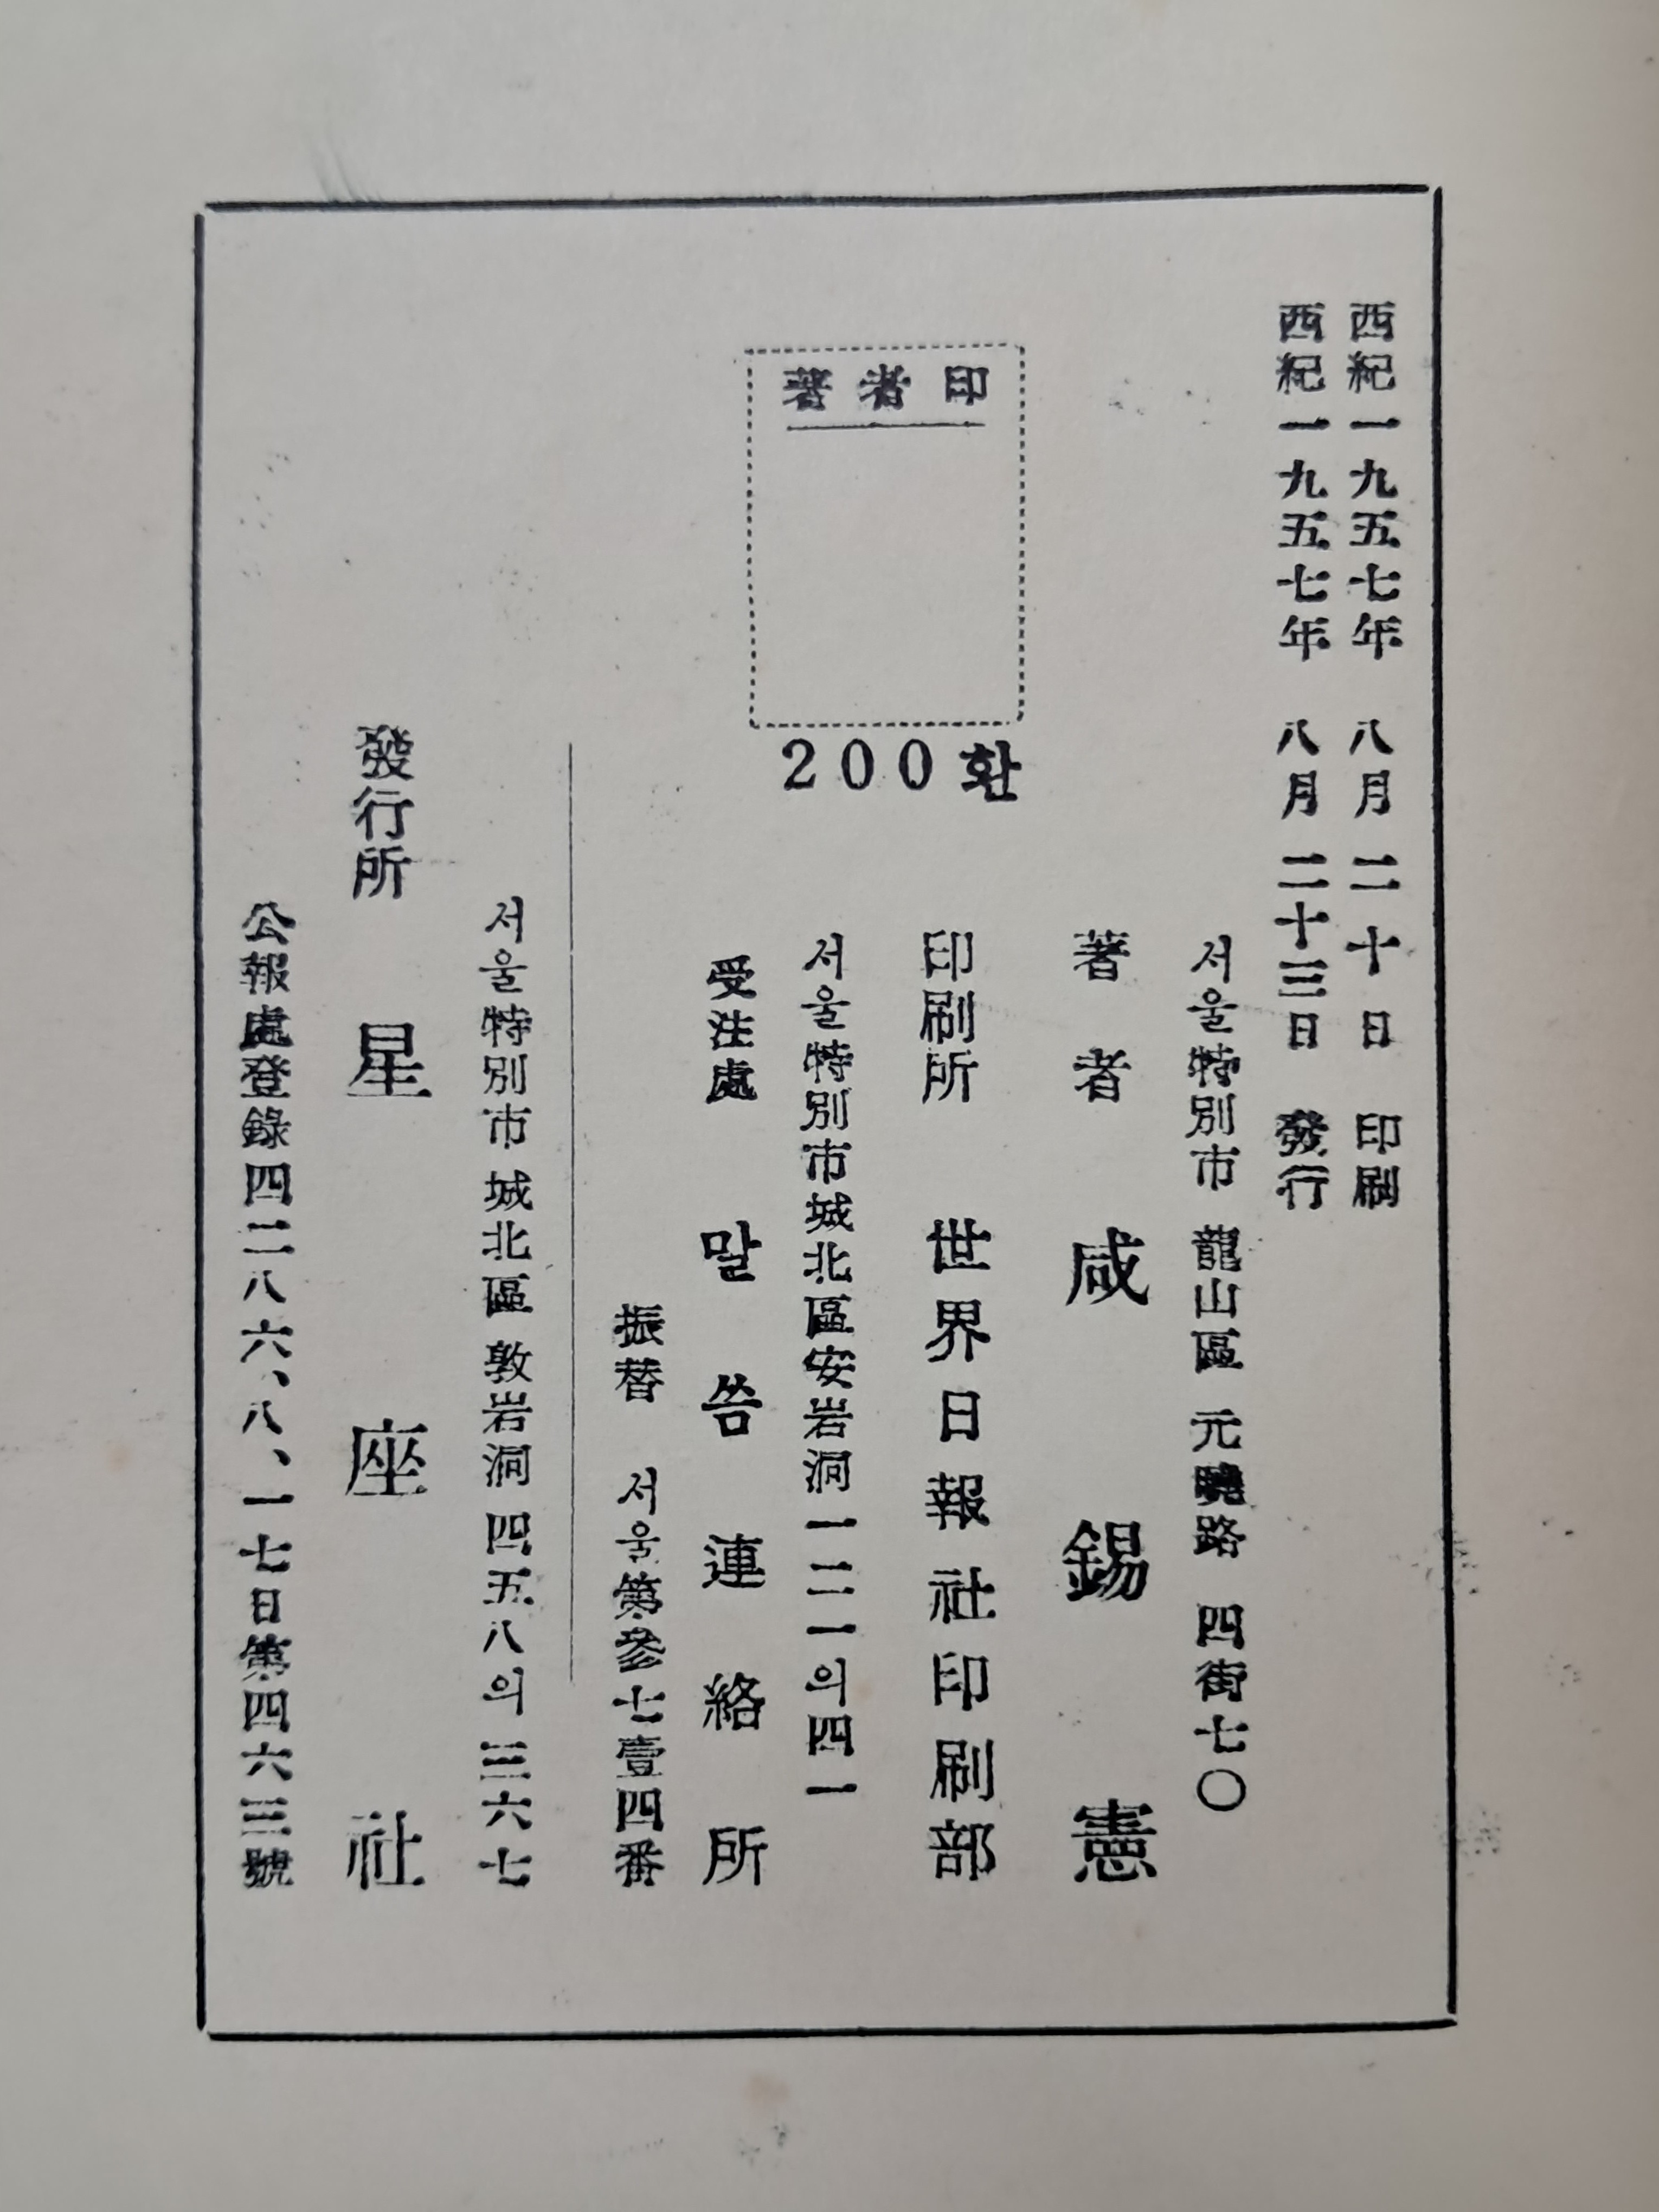 西紀一九五七年 八月 二十日 印刷
西紀一九五七年 八月 二十三日 發行
서울特別市 龍山區 元曉路 四街七〇
著者 咸錫憲
著者印
200환
印刷所 世界日報社印刷部
서울特別市城北區安岩洞一二一의四一
受注處 말씀連絡所
振替 서울第參七壹四番
서울特別市 城北區 敦岩洞 四五八의 三六七
發行所 星座社
公報處登錄四二八六、八、一七日第四六三號